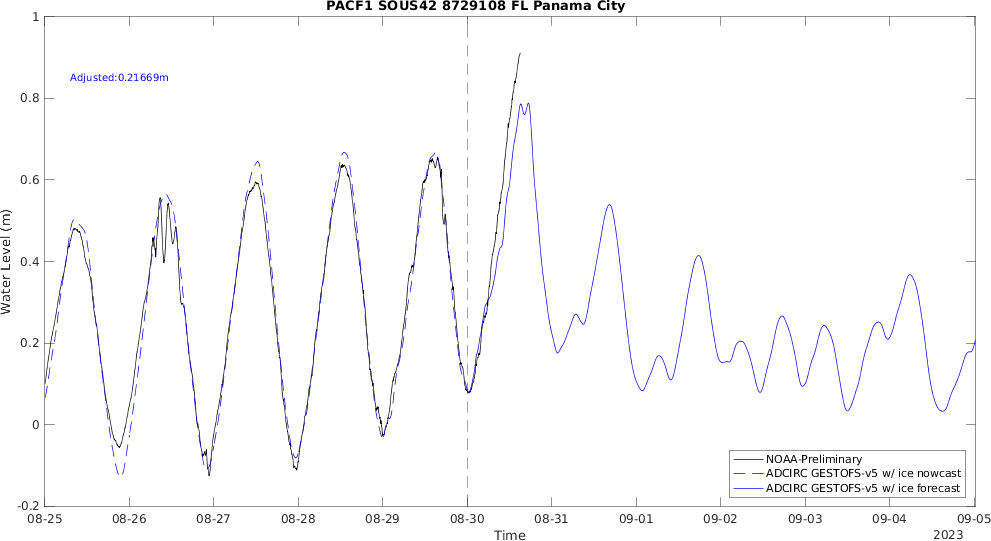 PACF1 SOUS42 8729108 FL Panama City
1
Adjusted:0.21669m
0.8
0.6
Water Level (m)
0.4
0.2
0
-0.2
NOAA-Preliminary
ADCIRC GESTOFS-v5 w/ ice nowcast
ADCIRC GESTOFS-v5 w/ ice forecast
08-25 08-26 08-27 08-28 08-29 08-30 08-31 09-01 09-02 09-03 09-04 09-05
Time
2023